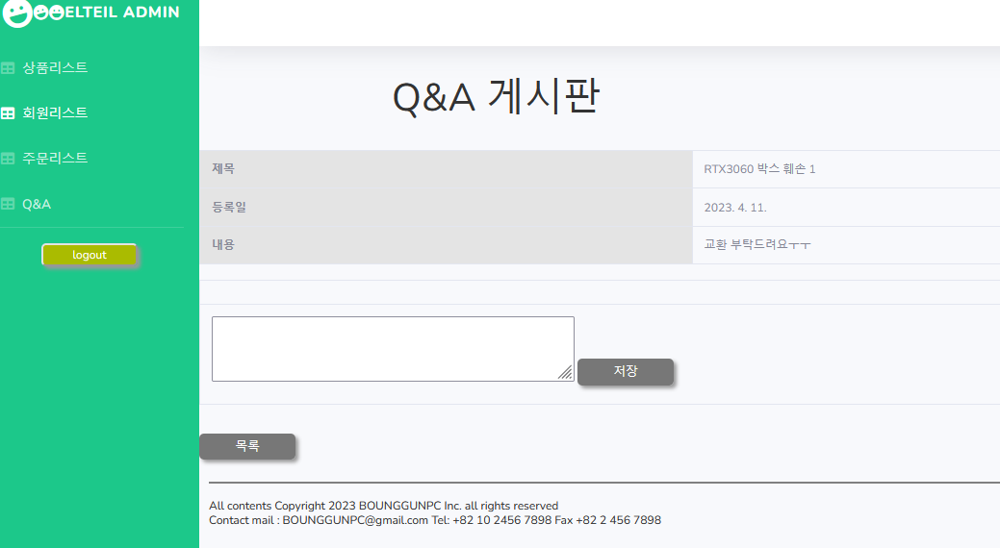 ELTEIL ADMIN
상품리스트
회원리스트
주문리스트
Q&A
logout
Q&A 게시판
제목 RTX3060 박스 훼손 1
등록일 2023. 4. 11.
내용 교환 부탁드려요ㅜㅜ
저장
목록
All contents Copyright 2023 BOUNGGUNPC Inc. all rights reserved
Contact mail : BOUNGGUNPC@gmail.com Tel: +82 10 2456 7898 Fax +82 2 456 7898